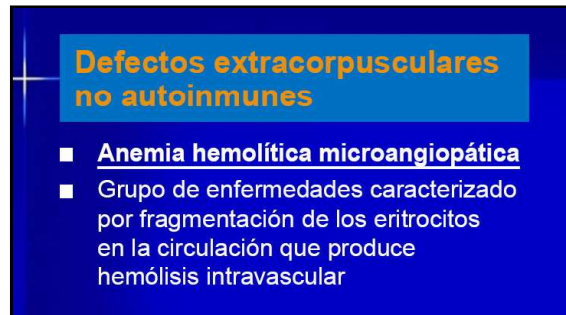 Defectos extracorpusculares
no autoinmunes
Anemia hemolítica microangiopática
Grupo de enfermedades caracterizado
por fragmentación de los eritrocitos
en la circulación que produce
hemólisis intravascular